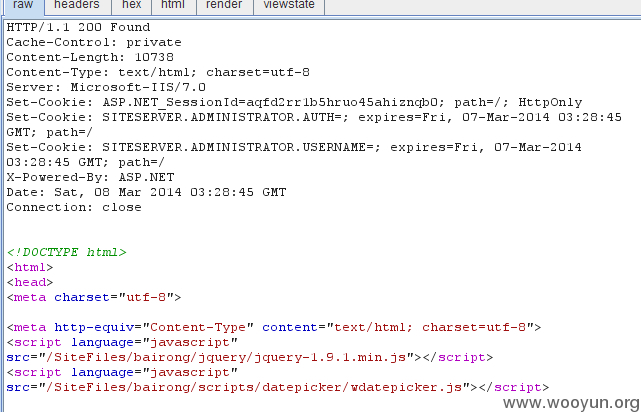 raw headers hex html render viewstate
HTTP/1.1 200 Found
Cache-Control: private
Content-Length: 10738
Content-Type: text/html; charset=utf-8
Server: Microsoft-IIS/7.0
Set-Cookie: ASP.NET_SessionId=aqfd2rr1b5hruo45ahiznqb0; path=/; HttpOnly
Set-Cookie: SITESERVER.ADMINISTRATOR.AUTH=; expires=Fri, 07-Mar-2014 03:28:45
GMT; path=/
Set-Cookie: SITESERVER.ADMINISTRATOR.USERNAME=; expires=Fri, 07-Mar-2014
03:28:45 GMT; path=/
X-Powered-By: ASP.NET
Date: Sat, 08 Mar 2014 03:28:45 GMT
Connection: close
<!DOCTYPE html>
<html>
<head>
<meta charset="utf-8">
<meta http-equiv="Content-Type" content="text/html; charset=utf-8">
<script language="javascript"
src="/SiteFiles/bairong/jquery/jquery-1.9.1.min.js"></script>
<script language="javascript"
src="/SiteFiles/bairong/scripts/datepicker/wdatepicker.js"></script>
www.wooyun.org